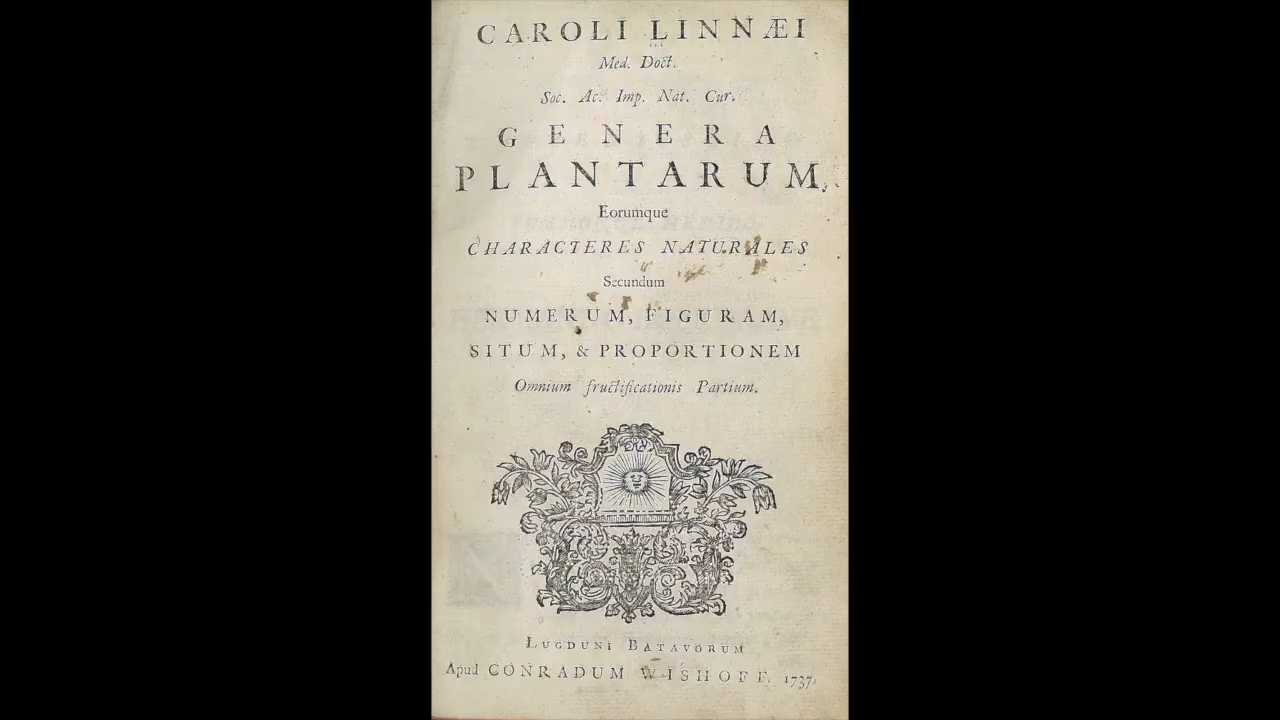 CAROLI LINNÆI
Med. Doct.
Soc. Ac. Imp. Nat. Cur.
GENERA
PLANTARUM,
Eorumque
CHARACTERES NATURALES
Secundum
NUMERUM, FIGURAM,
SITUM, & PROPORTIONEM
Omnium fructificationis Partium.
LUGDUNI BATAVORUM
Apud CONRADUM WISHOFF. 1737.